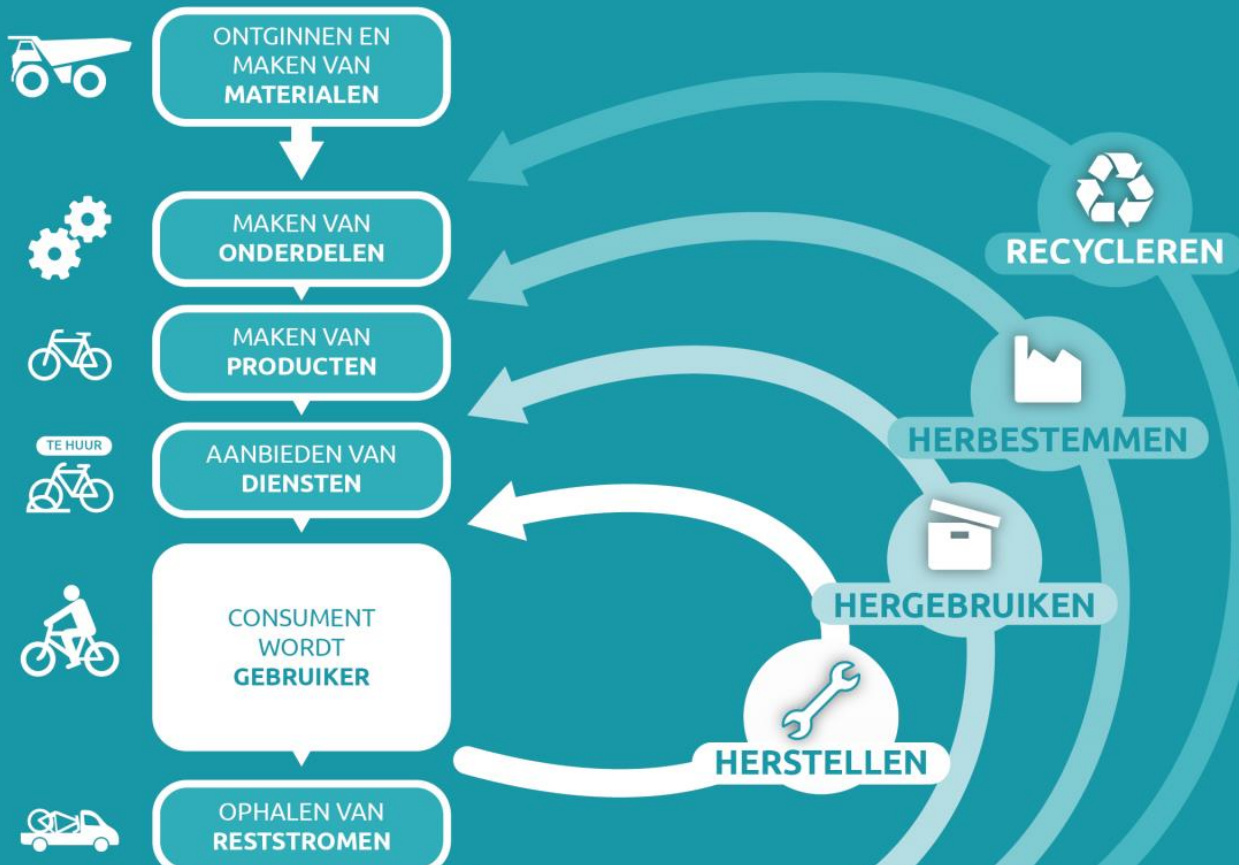 ONTGINNEN EN
MAKEN VAN
MATERIALEN
RECYCLEREN
MAKEN VAN
ONDERDELEN
MAKEN VAN
PRODUCTEN
HERBESTEMMEN
TE HUUR
AANBIEDEN VAN
DIENSTEN
HERGEBRUIKEN
CONSUMENT
WORDT
GEBRUIKER
HERSTELLEN
OPHALEN VAN
RESTSTROMEN